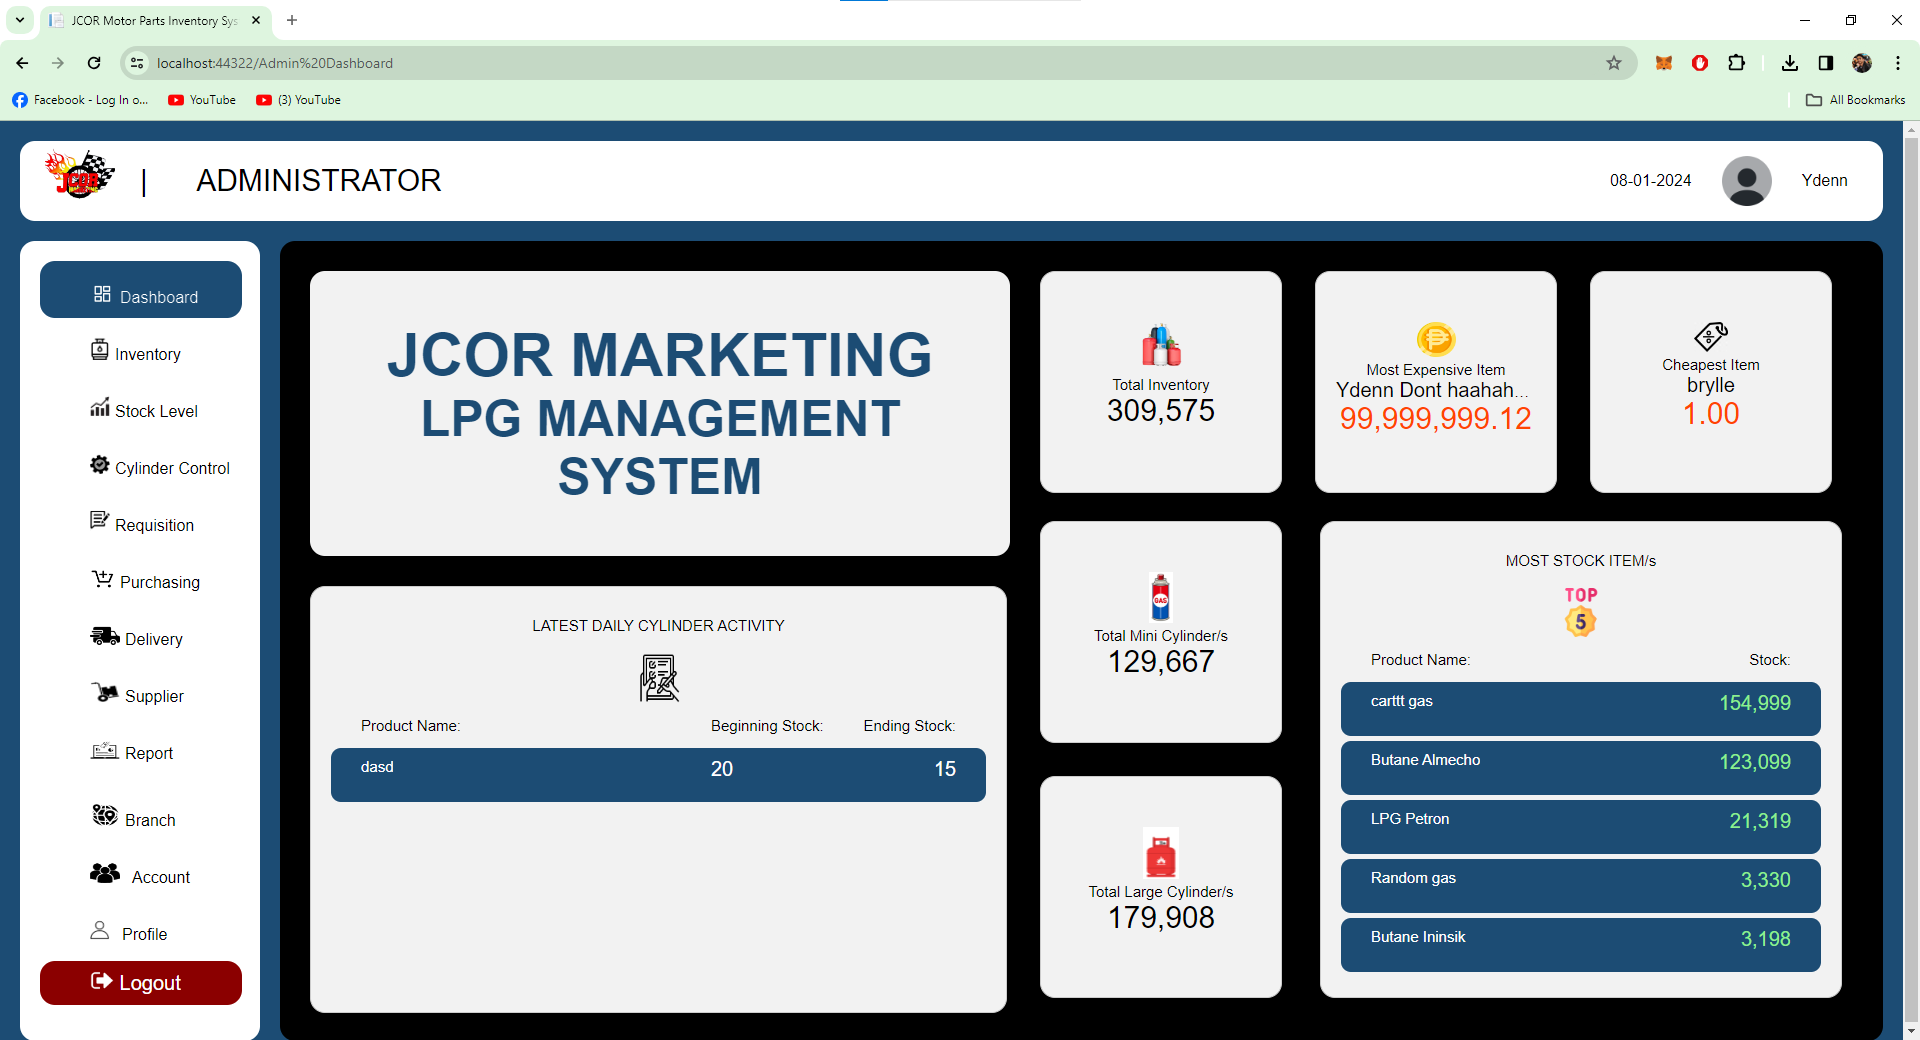 JCOR Motor Parts Inventory Sys
localhost:44322/Admin%20Dashboard
Facebook - Log In o...
YouTube
(3) YouTube
All Bookmarks
JCOR
|
ADMINISTRATOR
08-01-2024
Ydenn
Dashboard
Inventory
Stock Level
Cylinder Control
Requisition
Purchasing
Delivery
Supplier
Report
Branch
Account
Profile
Logout
JCOR MARKETING
LPG MANAGEMENT
SYSTEM
Total Inventory
309,575
Most Expensive Item
Ydenn Dont haahah...
99,999,999.12
Cheapest Item
brylle
1.00
LATEST DAILY CYLINDER ACTIVITY
Product Name: Beginning Stock: Ending Stock:
dasd 20 15
GAS
Total Mini Cylinder/s
129,667
Total Large Cylinder/s
179,908
MOST STOCK ITEM/s
TOP
5
Product Name: Stock:
carttt gas 154,999
Butane Almecho 123,099
LPG Petron 21,319
Random gas 3,330
Butane Ininsik 3,198